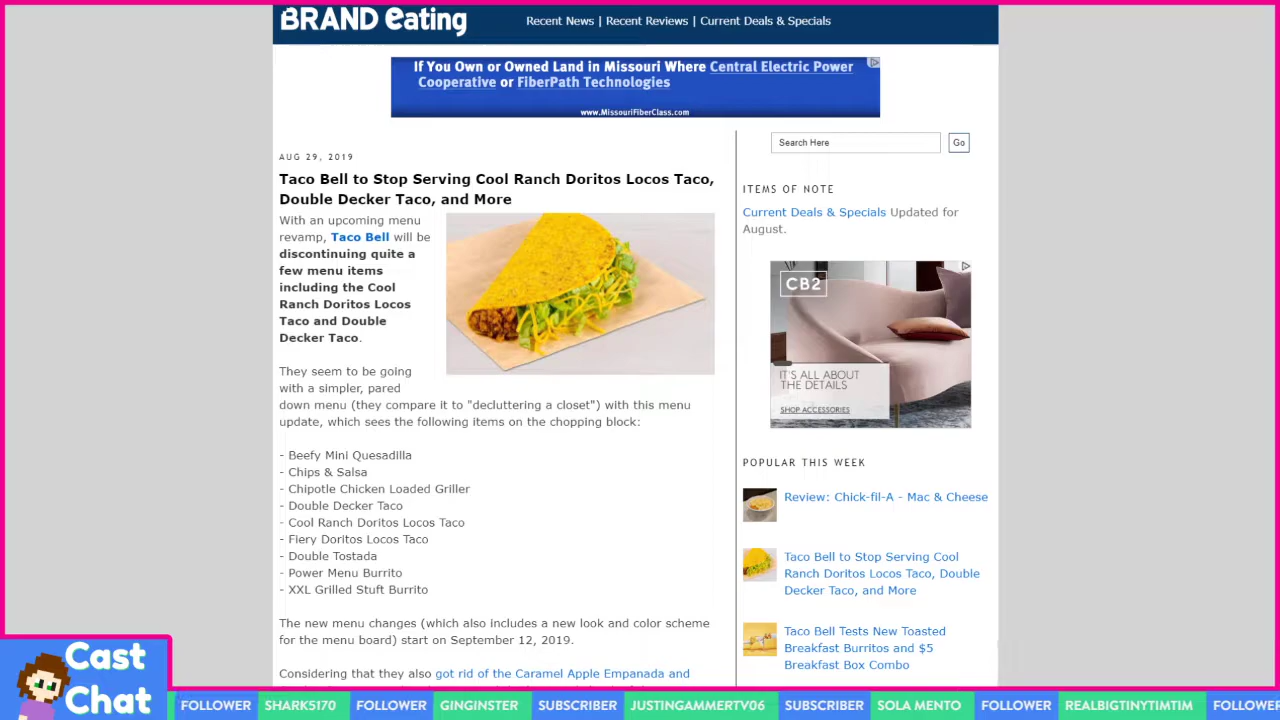 BRAND eating
Recent News | Recent Reviews | Current Deals & Specials
If You Own or Owned Land in Missouri Where Central Electric Power
Cooperative or FiberPath Technologies
www.MissouriFiberClass.com
AUG 29, 2019
Taco Bell to Stop Serving Cool Ranch Doritos Locos Taco,
Double Decker Taco, and More
With an upcoming menu
revamp, Taco Bell will be
discontinuing quite a
few menu items
including the Cool
Ranch Doritos Locos
Taco and Double
Decker Taco.
They seem to be going
with a simpler, pared
down menu (they compare it to "decluttering a closet") with this menu
update, which sees the following items on the chopping block:
- Beefy Mini Quesadilla
- Chips & Salsa
- Chipotle Chicken Loaded Griller
- Double Decker Taco
- Cool Ranch Doritos Locos Taco
- Fiery Doritos Locos Taco
- Double Tostada
- Power Menu Burrito
- XXL Grilled Stuft Burrito
The new menu changes (which also includes a new look and color scheme
for the menu board) start on September 12, 2019.
Considering that they also got rid of the Caramel Apple Empanada and
Search Here
Go
ITEMS OF NOTE
Current Deals & Specials Updated for
August.
CB2
IT'S ALL ABOUT
THE DETAILS
SHOP ACCESSORIES
POPULAR THIS WEEK
Review: Chick-fil-A - Mac & Cheese
Taco Bell to Stop Serving Cool
Ranch Doritos Locos Taco, Double
Decker Taco, and More
Taco Bell Tests New Toasted
Breakfast Burritos and $5
Breakfast Box Combo
Cast
Chat
FOLLOWER SHARK5170 FOLLOWER GINGINSTER SUBSCRIBER JUSTINGAMMERTV06 SUBSCRIBER SOLA MENTO FOLLOWER REALBIGTINYTIMTIM FOLLOWE